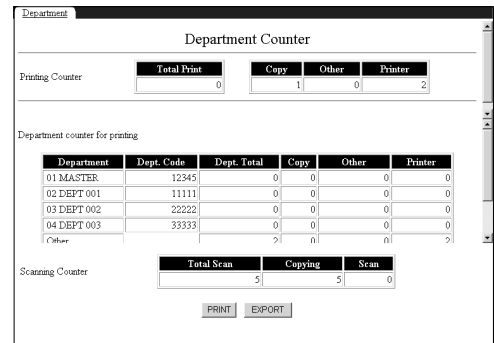 Department
Department Counter
Printing Counter
Total Print Copy Other Printer
0 1 0 2
Department counter for printing
Department Dept. Code Dept. Total Copy Other Printer
01 MASTER 12345 0 0 0 0
02 DEPT 001 11111 0 0 0 0
03 DEPT 002 22222 0 0 0 0
04 DEPT 003 33333 0 0 0 0
Other 2 0 0 2
Scanning Counter
Total Scan Copying Scan
5 5 0
PRINT EXPORT